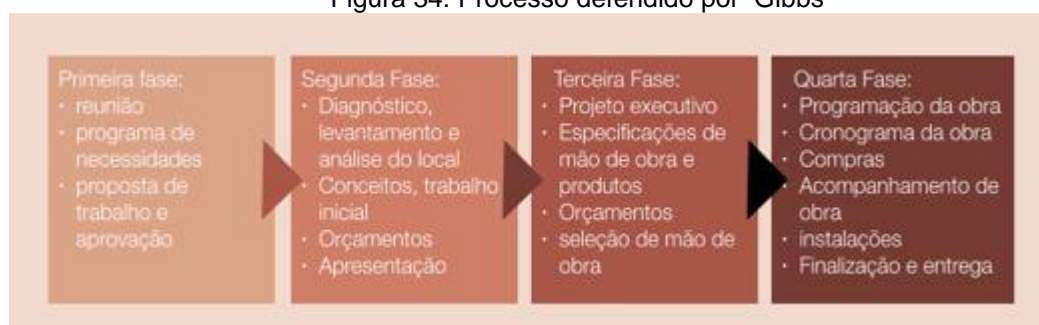 Figura 34: Processo defendido por Gibbs
Primeira fase:
• reunião
• programa de
necessidades
• proposta de
trabalho e
aprovação
Segunda Fase:
• Diagnóstico,
levantamento e
análise do local
• Conceitos, trabalho
inicial
• Orçamentos
• Apresentação
Terceira Fase:
• Projeto executivo
• Especificações de
mão de obra e
produtos
• Orçamentos
• seleção de mão de
obra
Quarta Fase:
• Programação da obra
• Cronograma da obra
• Compras
• Acompanhamento de
obra
• instalações
• Finalização e entrega